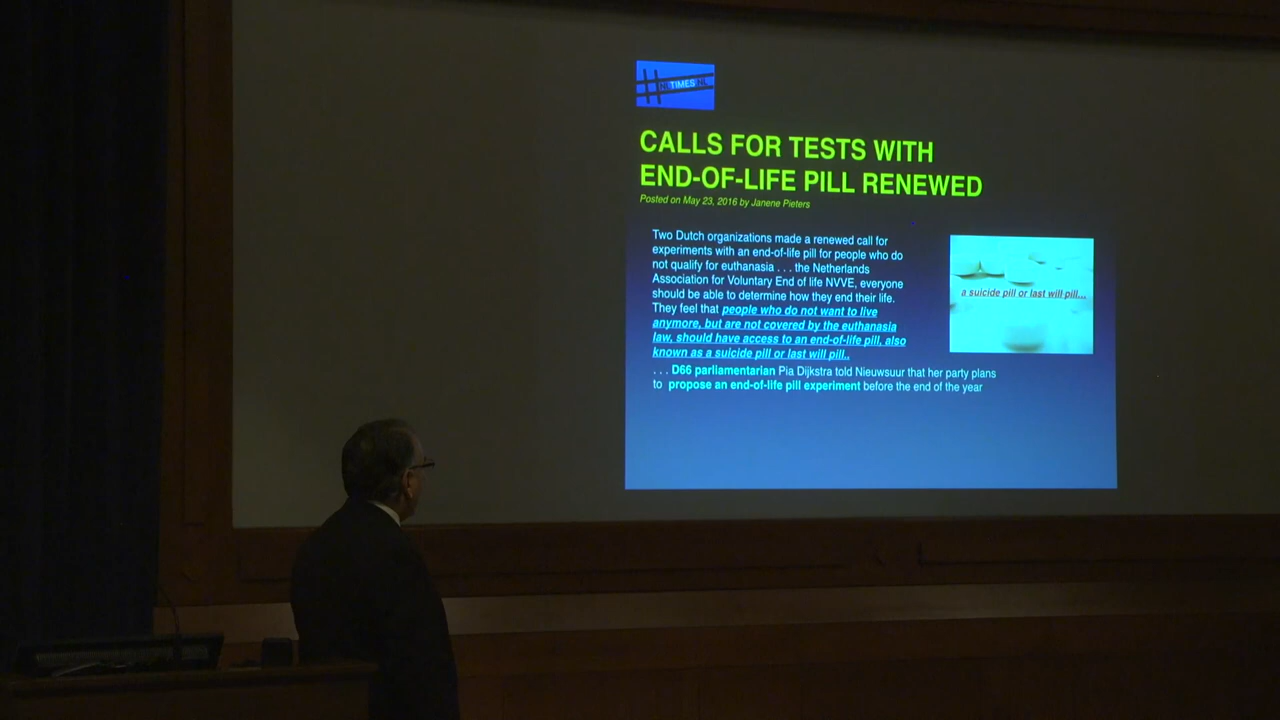 NL TIMES NL
CALLS FOR TESTS WITH
END-OF-LIFE PILL RENEWED
Posted on May 23, 2016 by Janene Pieters
Two Dutch organizations made a renewed call for
experiments with an end-of-life pill for people who do
not qualify for euthanasia . . . the Netherlands
Association for Voluntary End of life NVVE, everyone
should be able to determine how they end their life.
They feel that people who do not want to live
anymore, but are not covered by the euthanasia
law, should have access to an end-of-life pill, also
known as a suicide pill or last will pill..
a suicide pill or last will pill...
. . . D66 parliamentarian Pia Dijkstra told Nieuwsuur that her party plans
to propose an end-of-life pill experiment before the end of the year